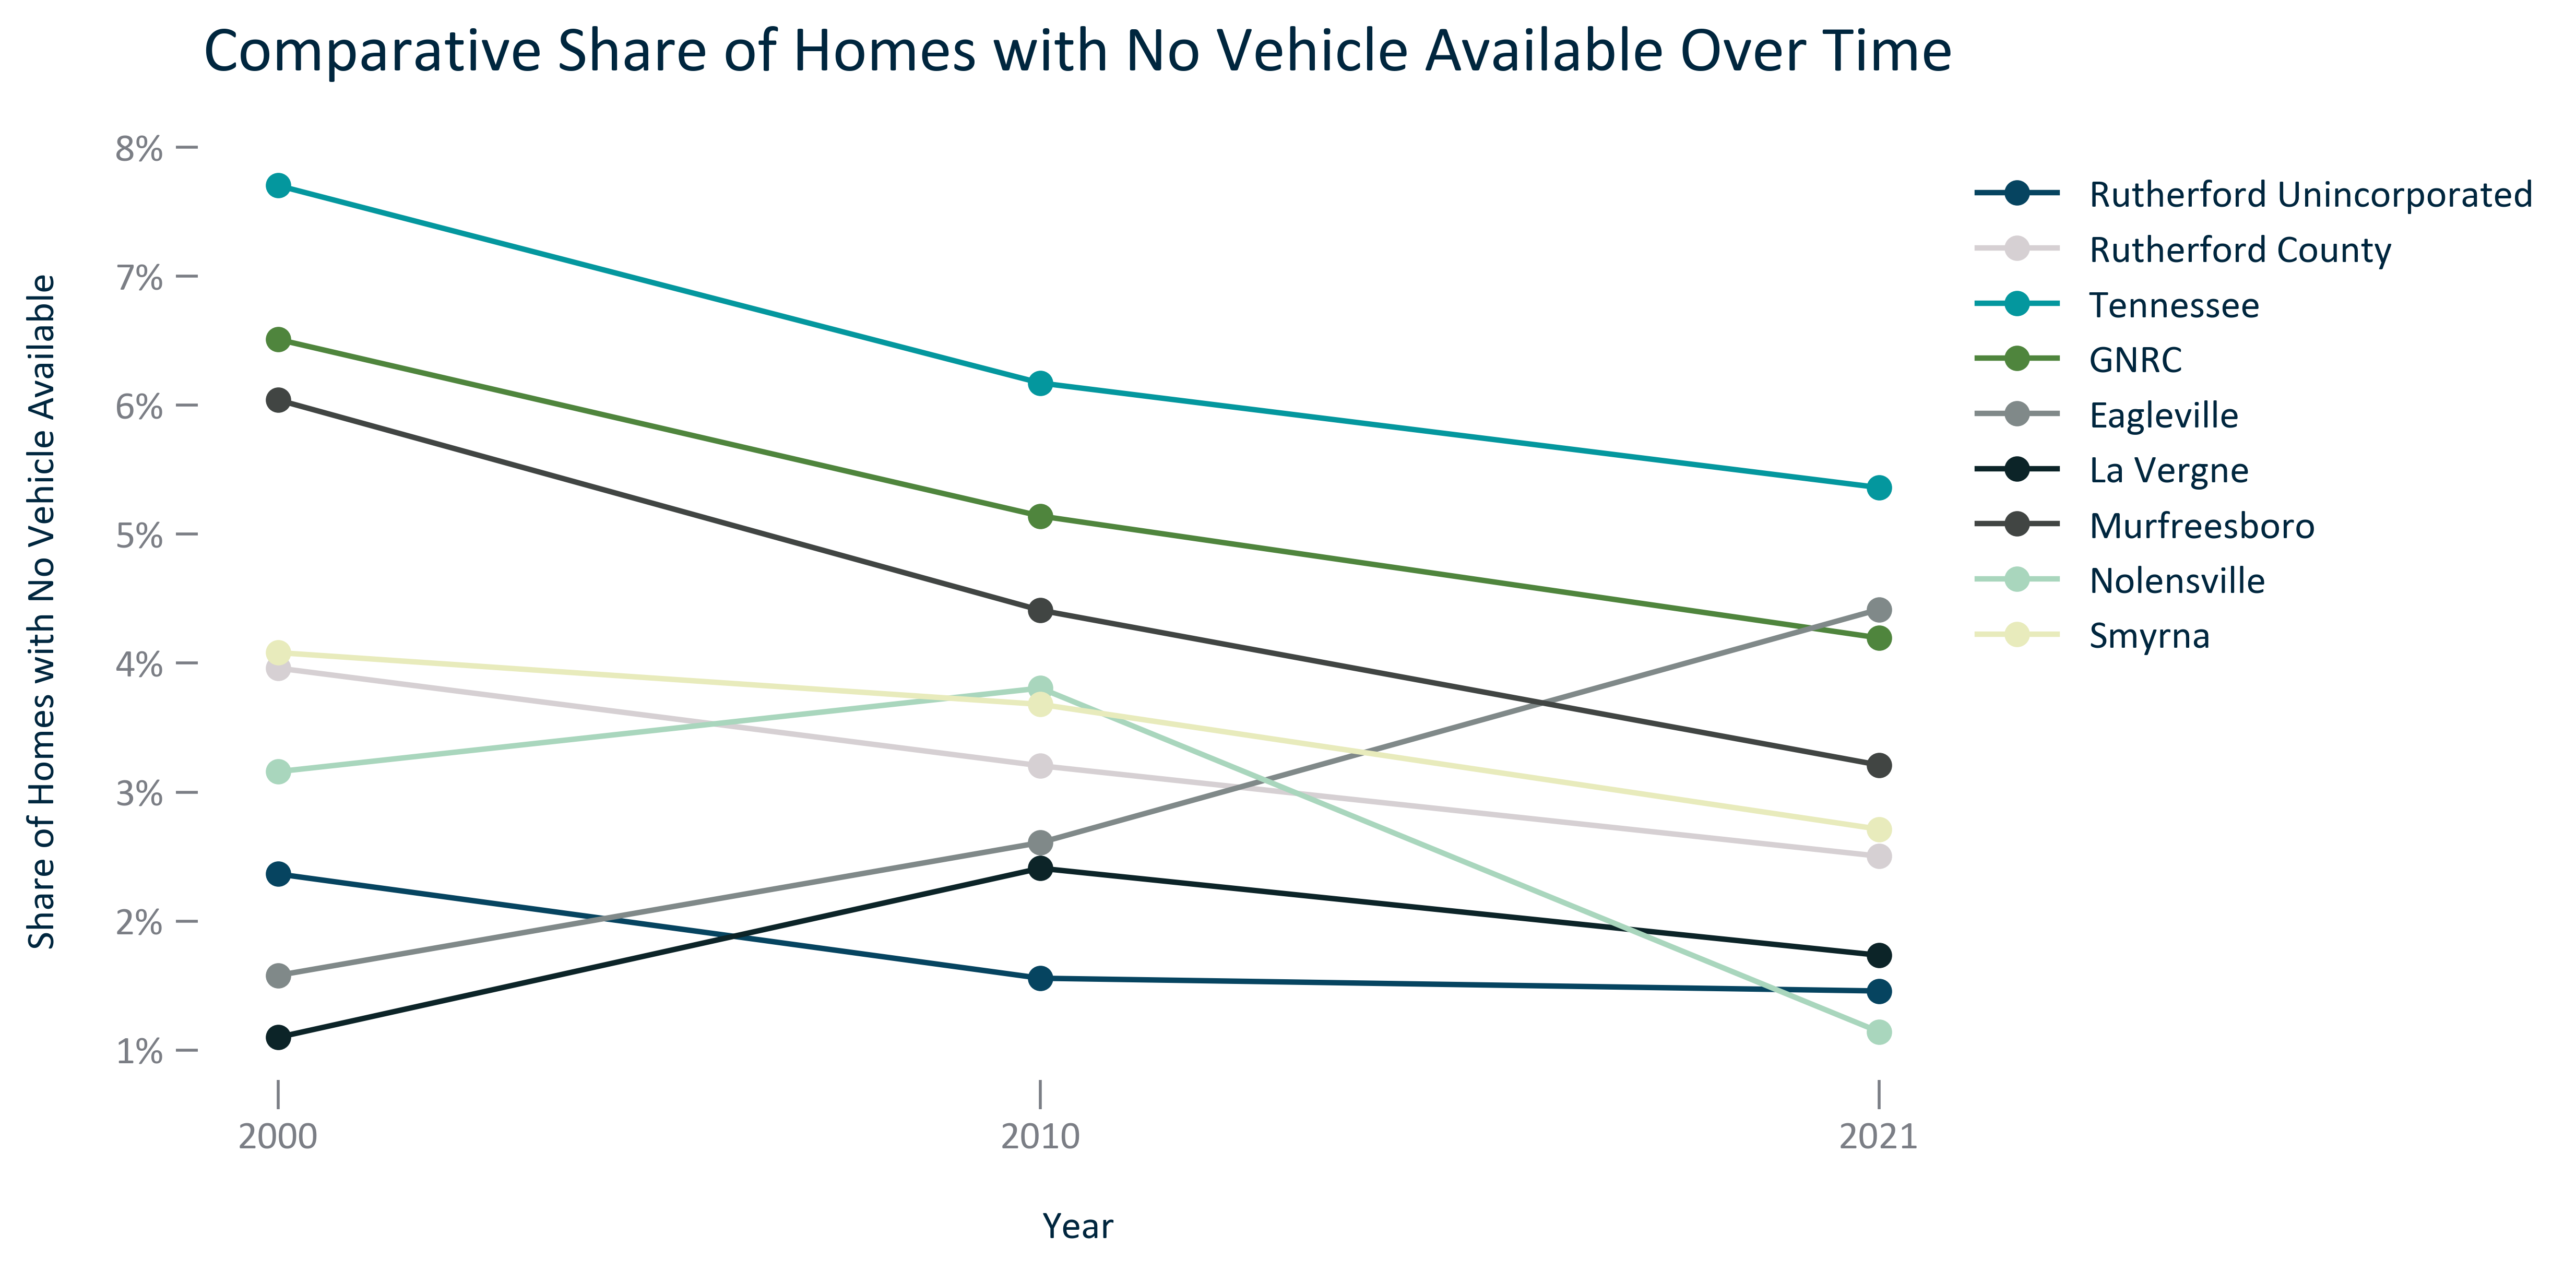 Comparative Share of Homes with No Vehicle Available Over Time
Share of Homes with No Vehicle Available
8%
7%
6%
5%
4%
3%
2%
1%
2000
2010
2021
Year
Rutherford Unincorporated
Rutherford County
Tennessee
GNRC
Eagleville
La Vergne
Murfreesboro
Nolensville
Smyrna